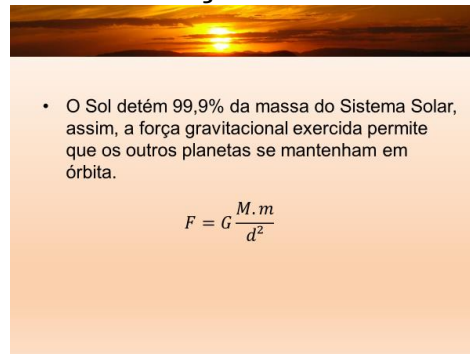 • O Sol detém 99,9% da massa do Sistema Solar,
assim, a força gravitacional exercida permite
que os outros planetas se mantenham em
órbita.
F = G M.m / d²